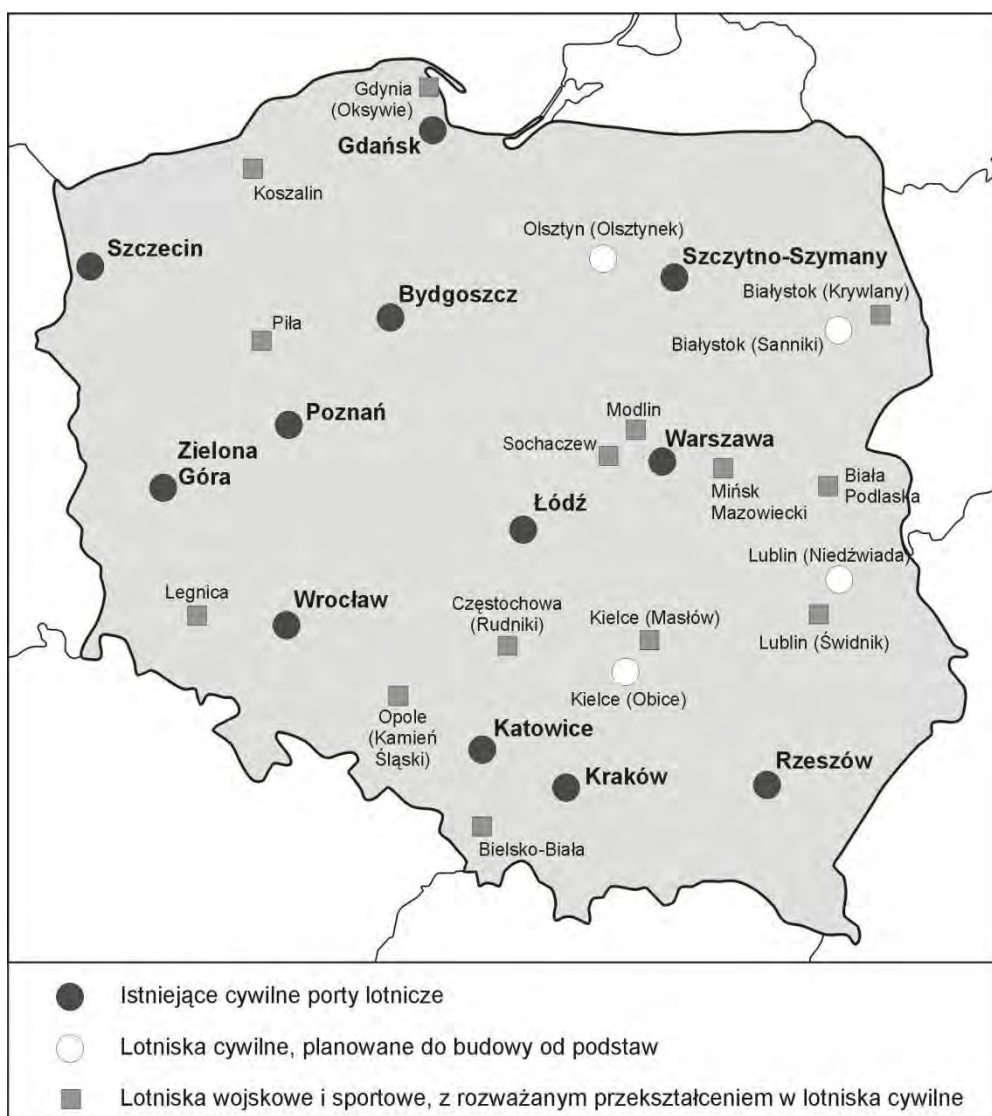 Gdynia
(Oksywie)
Gdańsk
Koszalin
Olsztyn (Olsztynek)
Szczecin
Szczytno-Szymany
Bydgoszcz
Białystok (Krywlany)
Piła
Białystok (Sanniki)
Poznań
Modlin
Sochaczew
Warszawa
Zielona
Góra
Mińsk
Mazowiecki
Biała
Podlaska
Łódź
Lublin (Niedźwiada)
Legnica
Wrocław
Częstochowa
(Rudniki)
Kielce (Masłów)
Lublin (Świdnik)
Kielce (Obice)
Opole
(Kamień
Śląski)
Katowice
Kraków
Rzeszów
Bielsko-Biała
Istniejące cywilne porty lotnicze
Lotniska cywilne, planowane do budowy od podstaw
Lotniska wojskowe i sportowe, z rozważanym przekształceniem w lotniska cywilne